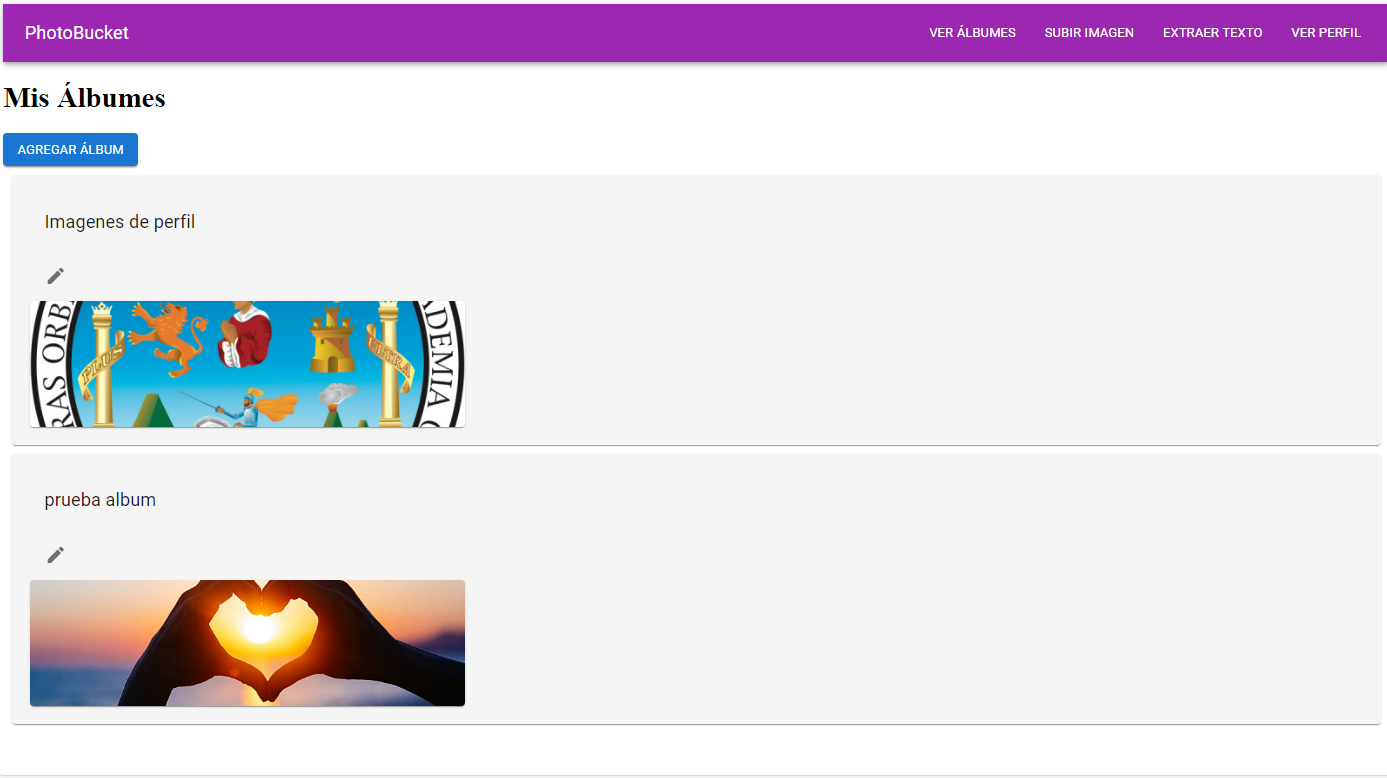 PhotoBucket
VER ÁLBUMES SUBIR IMAGEN EXTRAER TEXTO VER PERFIL
Mis Álbumes
AGREGAR ÁLBUM
Imagenes de perfil
RAS ORB
PLUS
ULTRA
ADEMIA C
prueba album